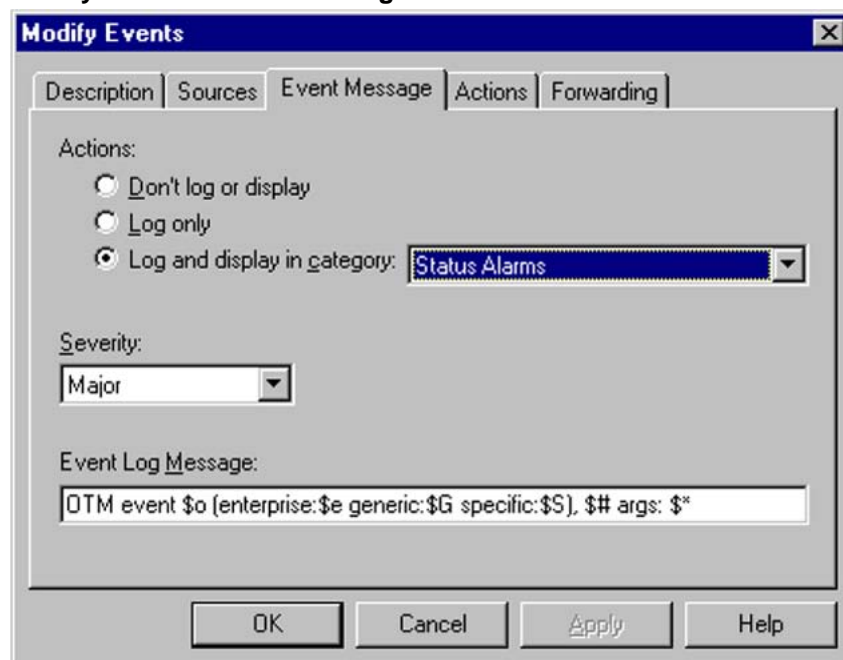 Modify Events
Description Sources Event Message Actions Forwarding
Actions:
Don't log or display
Log only
Log and display in category: Status Alarms
Severity:
Major
Event Log Message:
OTM event $o (enterprise:$e generic:$G specific:$S), $# args: $*
OK Cancel Apply Help